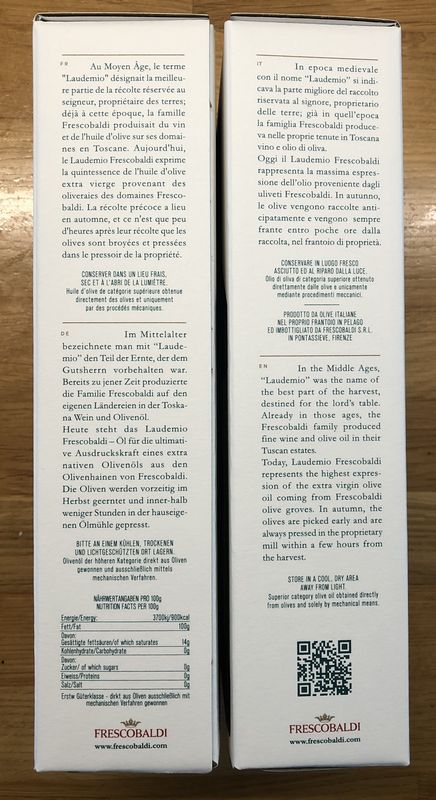 FR
Au Moyen Âge, le terme
"Laudemio" désignait la meilleu-
re partie de la récolte réservée au
seigneur, propriétaire des terres;
déjà à cette époque, la famille
Frescobaldi produisait du vin
et de l'huile d'olive sur ses domai-
nes en Toscane. Aujourd'hui,
le Laudemio Frescobaldi exprime
la quintessence de l'huile d'olive
extra vierge provenant des
oliveraies des domaines Fresco-
baldi. La récolte précoce a lieu
en automne, et ce n'est que peu
d'heures après leur récolte que les
olives sont broyées et pressées
dans le pressoir de la propriété.
CONSERVER DANS UN LIEU FRAIS,
SEC ET À L'ABRI DE LA LUMIÈTRE.
Huile d'olive de catégorie supérieure obtenue
directement des olives et uniquement
par des procédés mécaniques.
DE
Im Mittelalter
bezeichnete man mit "Laude-
mio" den Teil der Ernte, der dem
Gutsherrn vorbehalten war.
Bereits zu jener Zeit produzierte
die Familie Frescobaldi auf den
eigenen Ländereien in der Toska-
na Wein und Olivenöl.
Heute steht das Laudemio
Frescobaldi – Öl für die ultimati-
ve Ausdruckskraft eines extra
nativen Olivenöls aus den
Olivenhainen von Frescobaldi.
Die Oliven werden vorzeitig im
Herbst geerntet und inner-halb
weniger Stunden in der hauseige-
nen Ölmühle gepresst.
BITTE AN EINEM KÜHLEN, TROCKENEN
UND LICHTGESCHÜTZTEN ORT LAGERN.
Olivenöl der höheren Kategorie direkt aus Oliven
gewonnen und ausschließlich mittels
mechanischen Verfahren.
NÄHRWERTANGABEN PRO 100g
NUTRITION FACTS PER 100g
Energie/Energy: 3700kj/900kcal
Fett/Fat 100g
Davon:
Gesättigte fettsäuren/of which saturates 14g
Kohlenhydrate/Carbohydrate 0g
Davon:
Zucker/ of which sugars 0g
Eiweiss/Proteins 0g
Salz/Salt 0g
Erstw Güterklasse - dirkt aus Oliven ausschließlich mit
mechanischen Verfahren gewonnen
FRESCOBALDI
www.frescobaldi.com
IT
In epoca medievale
con il nome "Laudemio" si indi-
cava la parte migliore del raccolto
riservata al signore, proprietario
delle terre; già in quell'epoca
la famiglia Frescobaldi produce-
va nelle proprie tenute in Toscana
vino e olio di oliva.
Oggi il Laudemio Frescobaldi
rappresenta la massima espres-
sione dell'olio proveniente dagli
uliveti Frescobaldi. In autunno,
le olive vengono raccolte anti-
cipatamente e vengono sempre
frante entro poche ore dalla
raccolta, nel frantoio di proprietà.
CONSERVARE IN LUOGO FRESCO
ASCIUTTO ED AL RIPARO DALLA LUCE.
Olio di oliva di categoria superiore ottenuto
direttamente dalle olive e unicamente
mediante procedimenti meccanici.
PRODOTTO DA OLIVE ITALIANE
NEL PROPRIO FRANTOIO IN PELAGO
ED IMBOTTIGLIATO DA FRESCOBALDI S.R.L.
IN PONTASSIEVE, FIRENZE
EN
In the Middle Ages,
"Laudemio" was the name of
the best part of the harvest,
destined for the lord's table.
Already in those ages, the
Frescobaldi family produced
fine wine and olive oil in their
Tuscan estates.
Today, Laudemio Frescobaldi
represents the highest expres-
sion of the extra virgin olive
oil coming from Frescobaldi
olive groves. In autumn, the
olives are picked early and are
always pressed in the proprietary
mill within a few hours from
the harvest.
STORE IN A COOL, DRY AREA
AWAY FROM LIGHT.
Superior category olive oil obtained directly
from olives and solely by mechanical means.
FRESCOBALDI
www.frescobaldi.com